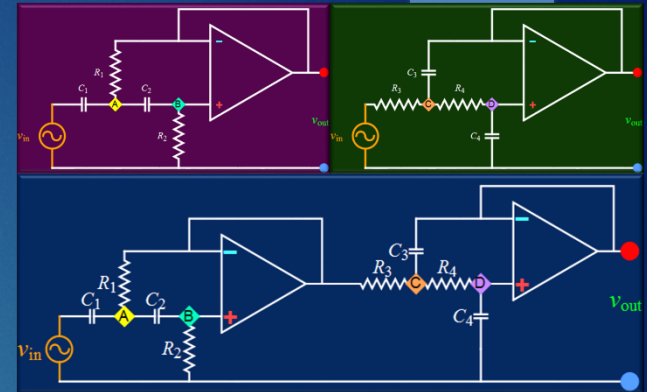 R1
C1
A
C2
B
R2
−
+
vin
vout
C3
R3
C
R4
D
C4
−
+
vin
vout
R1
C1
A
C2
B
R2
−
+
vin
C3
R3
C
R4
D
C4
−
+
vout